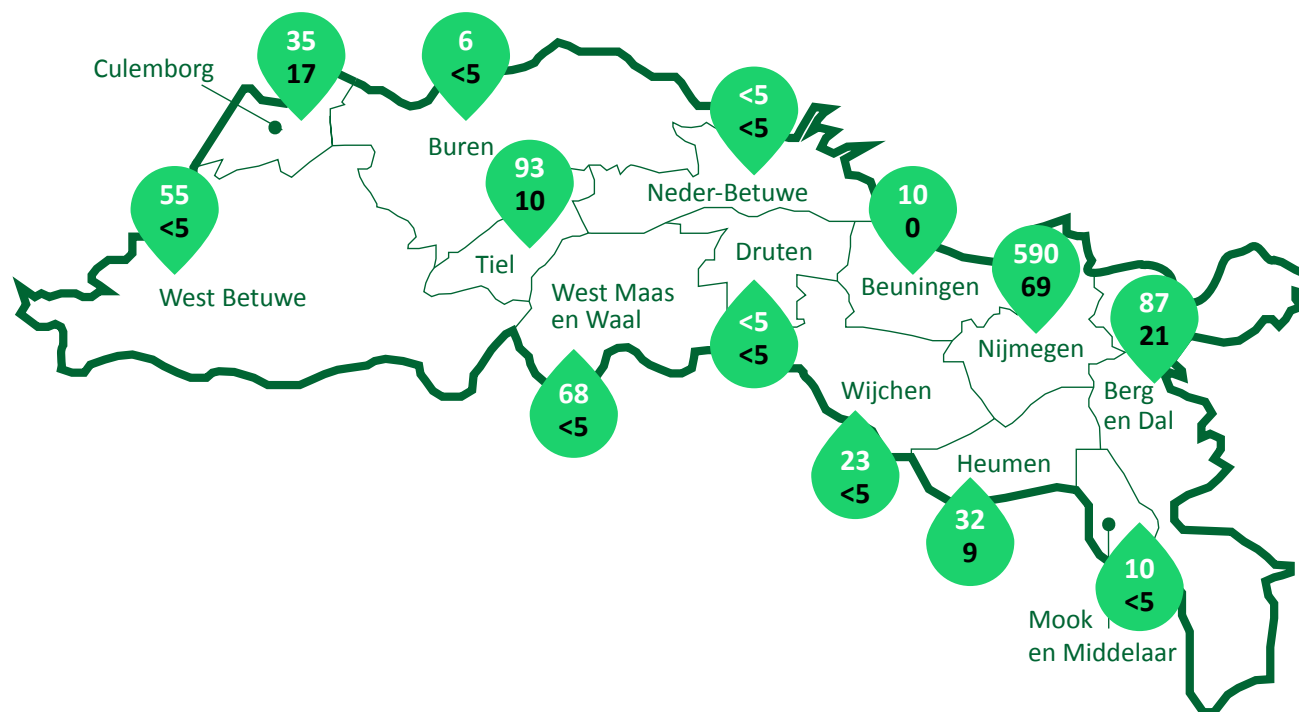 35
17
Culemborg
6
<5
<5
<5
Buren
93
10
55
<5
Neder-Betuwe
10
0
Druten
590
69
Tiel
West Betuwe
West Maas
en Waal
Beuningen
87
21
<5
<5
Nijmegen
68
<5
Wijchen
Berg
en Dal
23
<5
Heumen
32
9
10
<5
Mook
en Middelaar